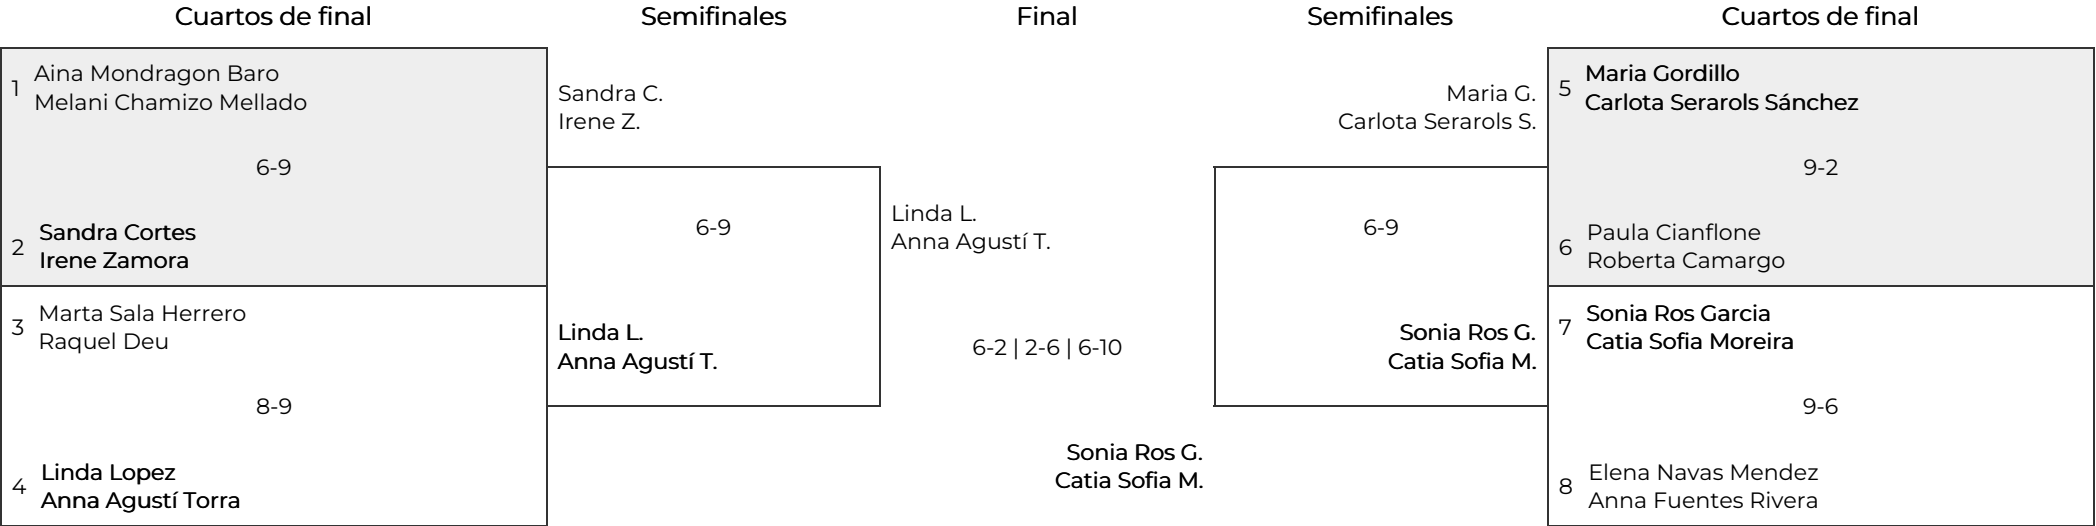 Cuartos de final
Semifinales
Final
Semifinales
Cuartos de final
1
Aina Mondragon Baro
Melani Chamizo Mellado
6-9
2
Sandra Cortes
Irene Zamora
3
Marta Sala Herrero
Raquel Deu
8-9
4
Linda Lopez
Anna Agustí Torra
Sandra C.
Irene Z.
6-9
Linda L.
Anna Agustí T.
Linda L.
Anna Agustí T.
6-2 | 2-6 | 6-10
Sonia Ros G.
Catia Sofia M.
Maria G.
Carlota Serarols S.
6-9
Sonia Ros G.
Catia Sofia M.
5
Maria Gordillo
Carlota Serarols Sánchez
9-2
6
Paula Cianflone
Roberta Camargo
7
Sonia Ros Garcia
Catia Sofia Moreira
9-6
8
Elena Navas Mendez
Anna Fuentes Rivera